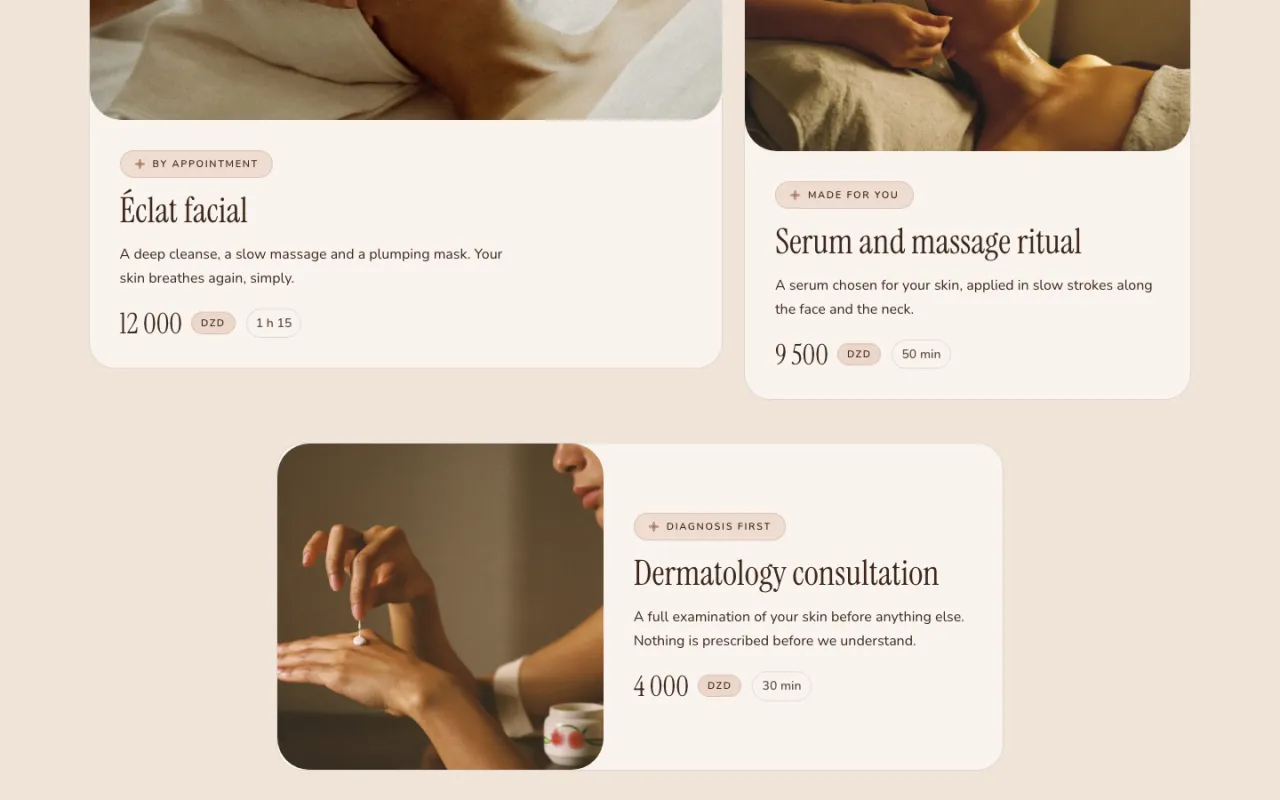 BY APPOINTMENT
Éclat facial
A deep cleanse, a slow massage and a plumping mask. Your
skin breathes again, simply.
12 000 DZD 1 h 15
MADE FOR YOU
Serum and massage ritual
A serum chosen for your skin, applied in slow strokes along
the face and the neck.
9 500 DZD 50 min
DIAGNOSIS FIRST
Dermatology consultation
A full examination of your skin before anything else.
Nothing is prescribed before we understand.
4 000 DZD 30 min